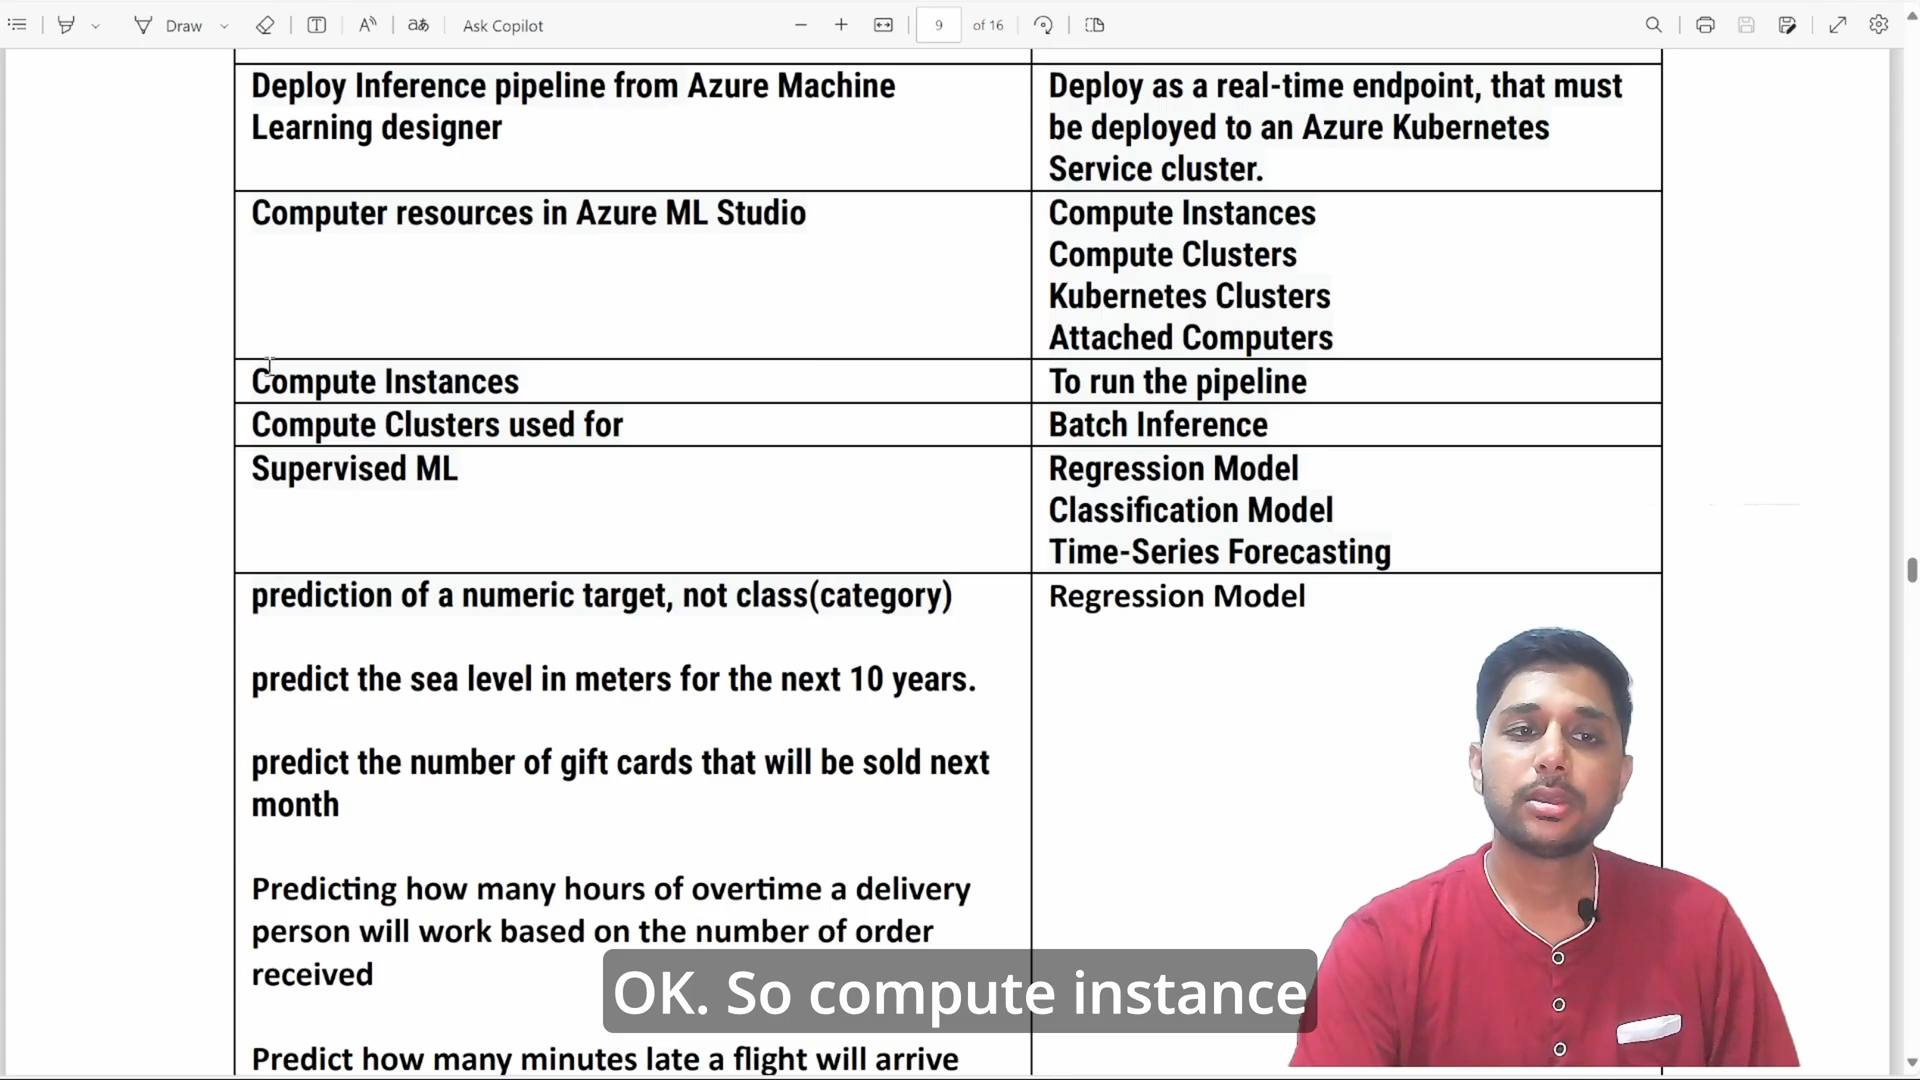 Draw
Ask Copilot
9
of 16
Deploy Inference pipeline from Azure Machine
Learning designer
Deploy as a real-time endpoint, that must
be deployed to an Azure Kubernetes
Service cluster.
Computer resources in Azure ML Studio
Compute Instances
Compute Clusters
Kubernetes Clusters
Attached Computers
Compute Instances
To run the pipeline
Compute Clusters used for
Batch Inference
Supervised ML
Regression Model
Classification Model
Time-Series Forecasting
prediction of a numeric target, not class(category)
Regression Model
predict the sea level in meters for the next 10 years.
predict the number of gift cards that will be sold next
month
Predicting how many hours of overtime a delivery
person will work based on the number of order
received
Predict how many minutes late a flight will arrive
OK. So compute instance